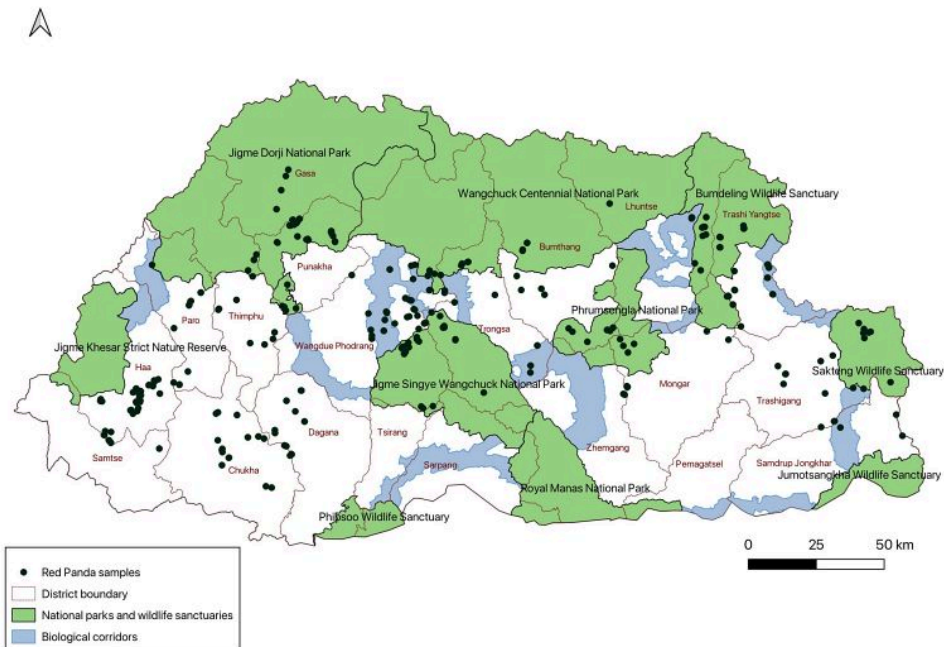 Jigme Dorji National Park
Gasa
Wangchuck Centennial National Park
Bumdeling Wildlife Sanctuary
Lhuntse
Trashi Yangtse
Bumthang
Punakha
Phrumsengla National Park
Paro
Thimphu
Trongsa
Wangdue Phodrang
Jigme Khesar Strict Nature Reserve
Haa
Jigme Singye Wangchuck National Park
Mongar
Sakteng Wildlife Sanctuary
Trashigang
Dagana
Tsirang
Samtse
Chukha
Sarpang
Zhemgang
Pemagatsel
Samdrup Jongkhar
Jumotsangkha Wildlife Sanctuary
Royal Manas National Park
Phibsoo Wildlife Sanctuary
0 25 50 km
Red Panda samples
District boundary
National parks and wildlife sanctuaries
Biological corridors